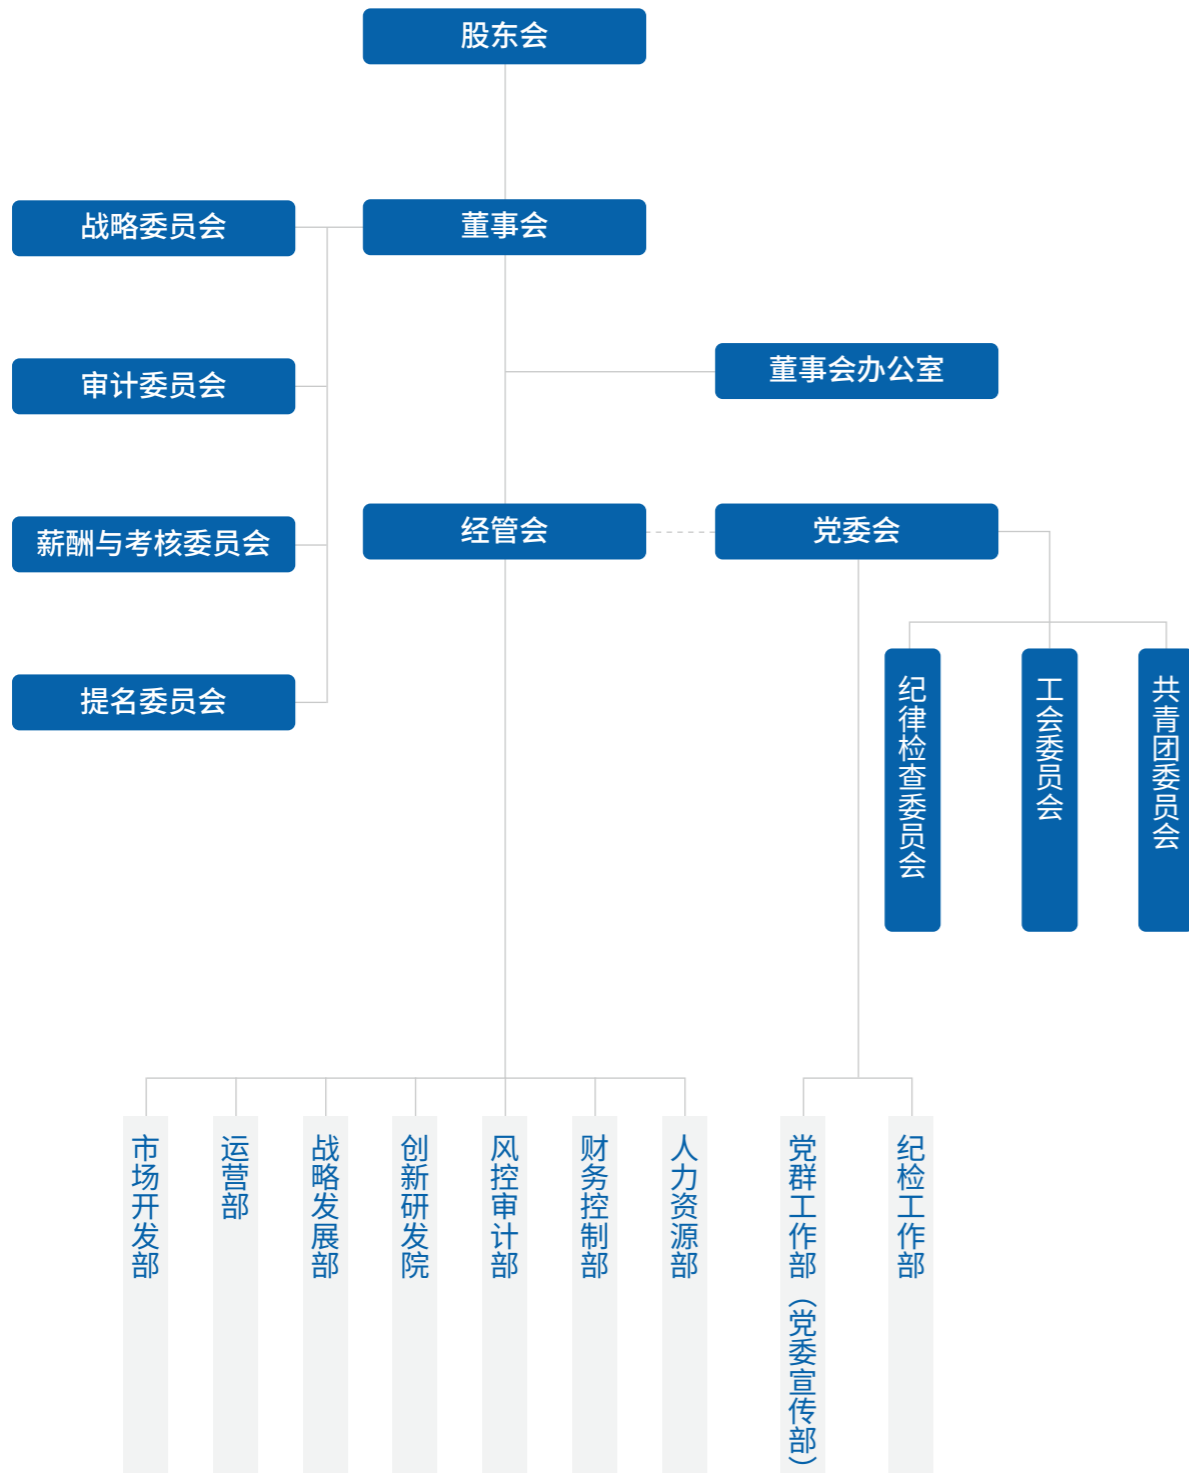 股东会
战略委员会
董事会
审计委员会
董事会办公室
薪酬与考核委员会
经管会
党委会
提名委员会
纪律检查委员会
工会委员会
共青团委员会
市场开发部
运营部
战略发展部
创新研发院
风控审计部
财务控制部
人力资源部
党群工作部（党委宣传部）
纪检工作部